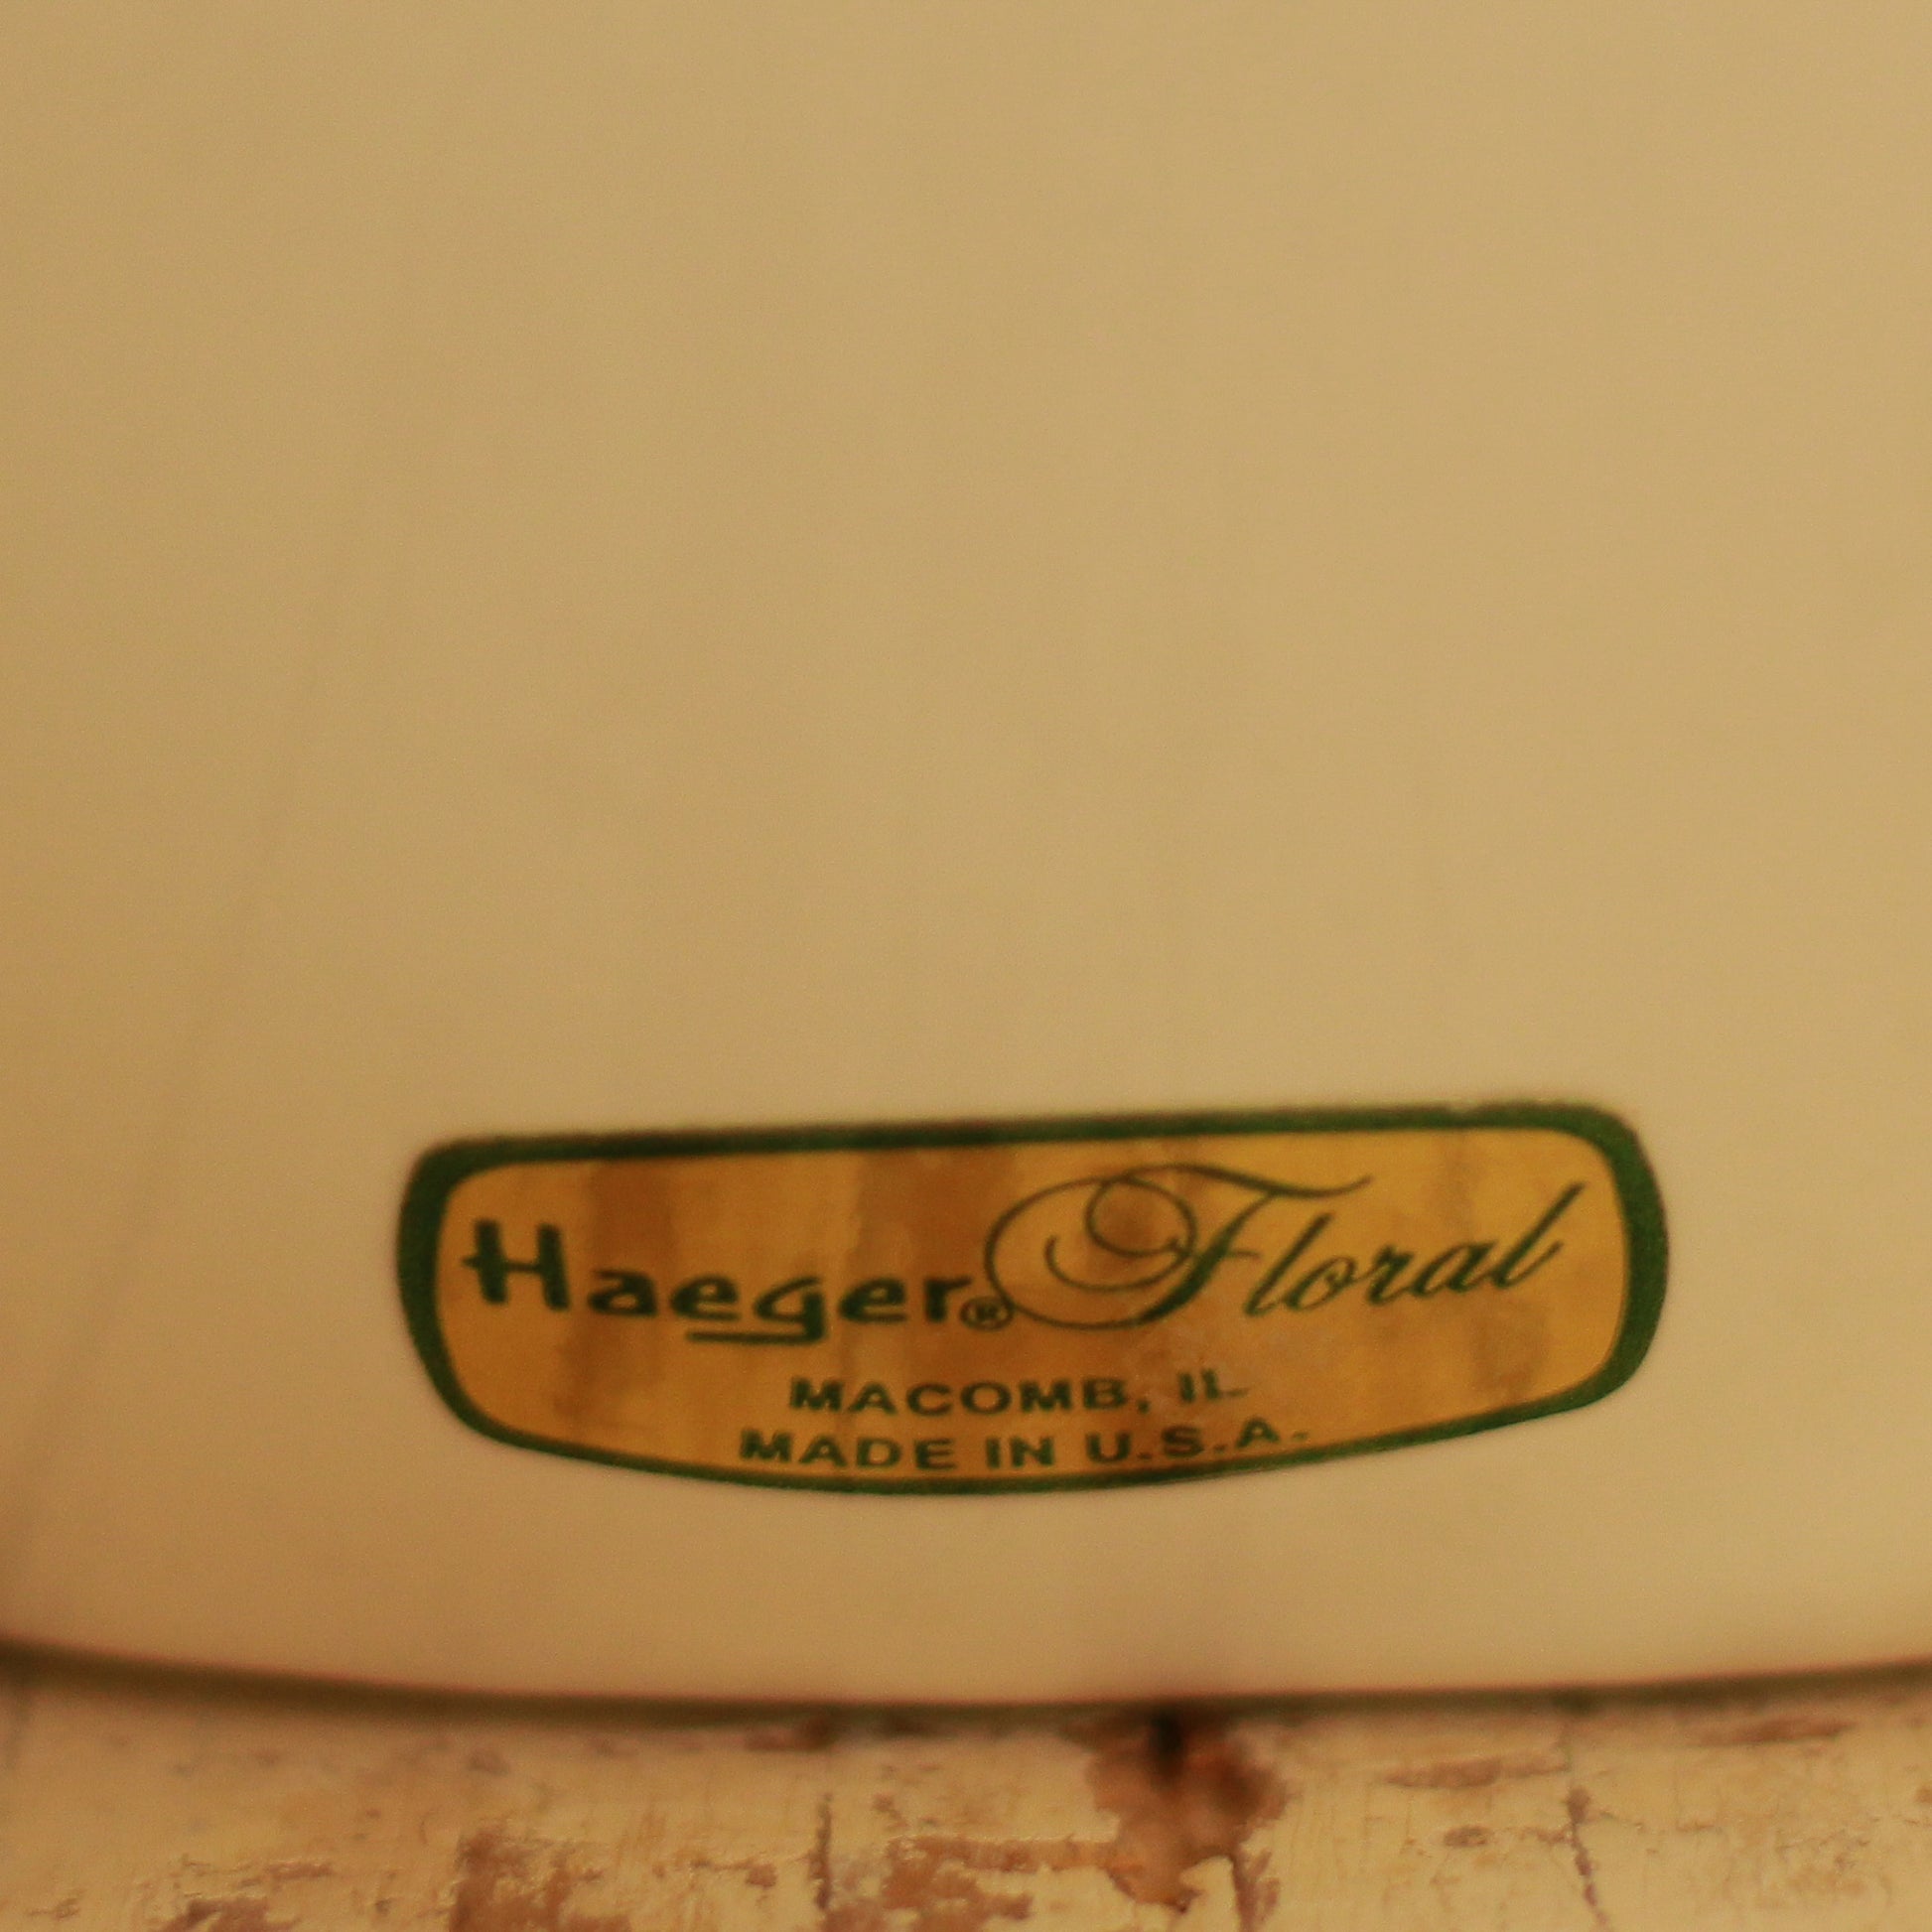 Haeger® Floral
MACOMB, IL
MADE IN U.S.A.